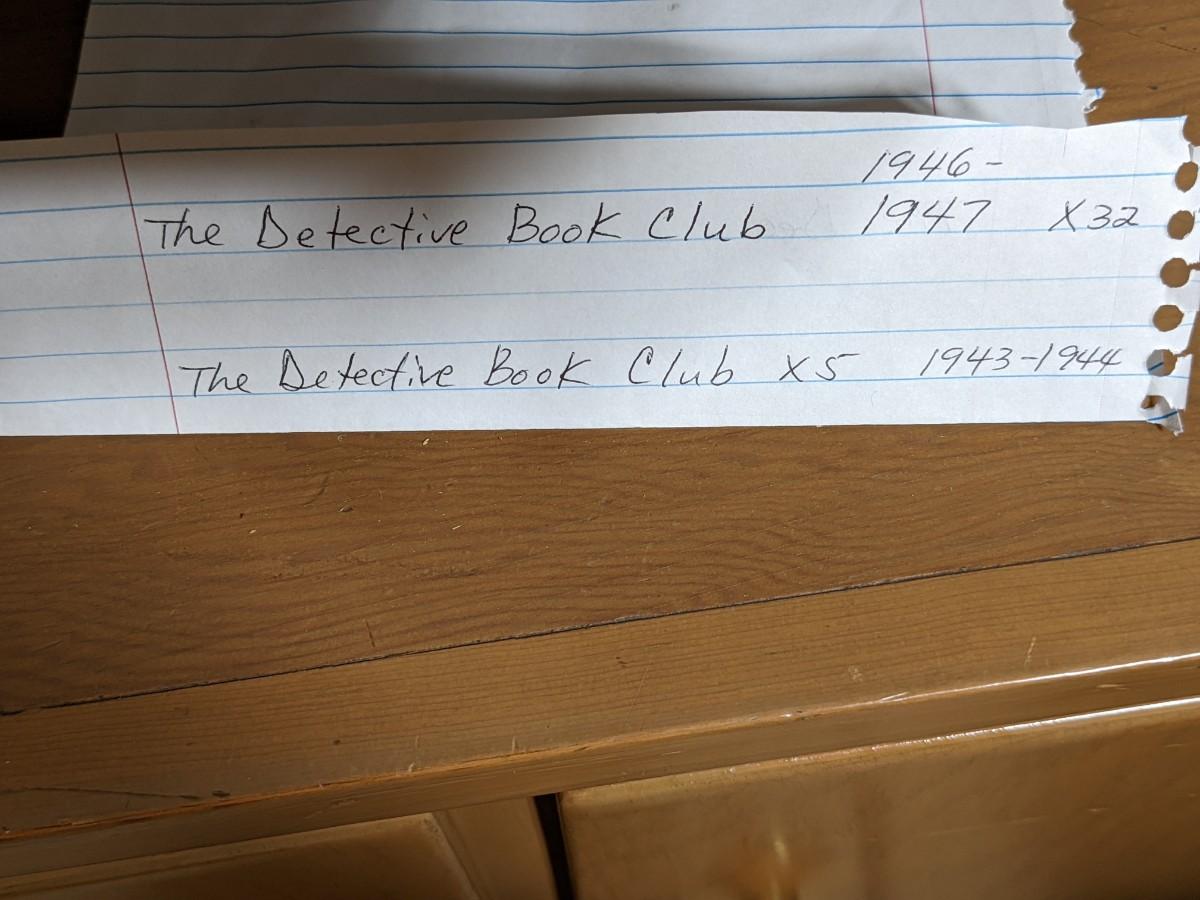 1946-
The Detective Book Club 1947 X32
The Detective Book Club X5 1943-1944